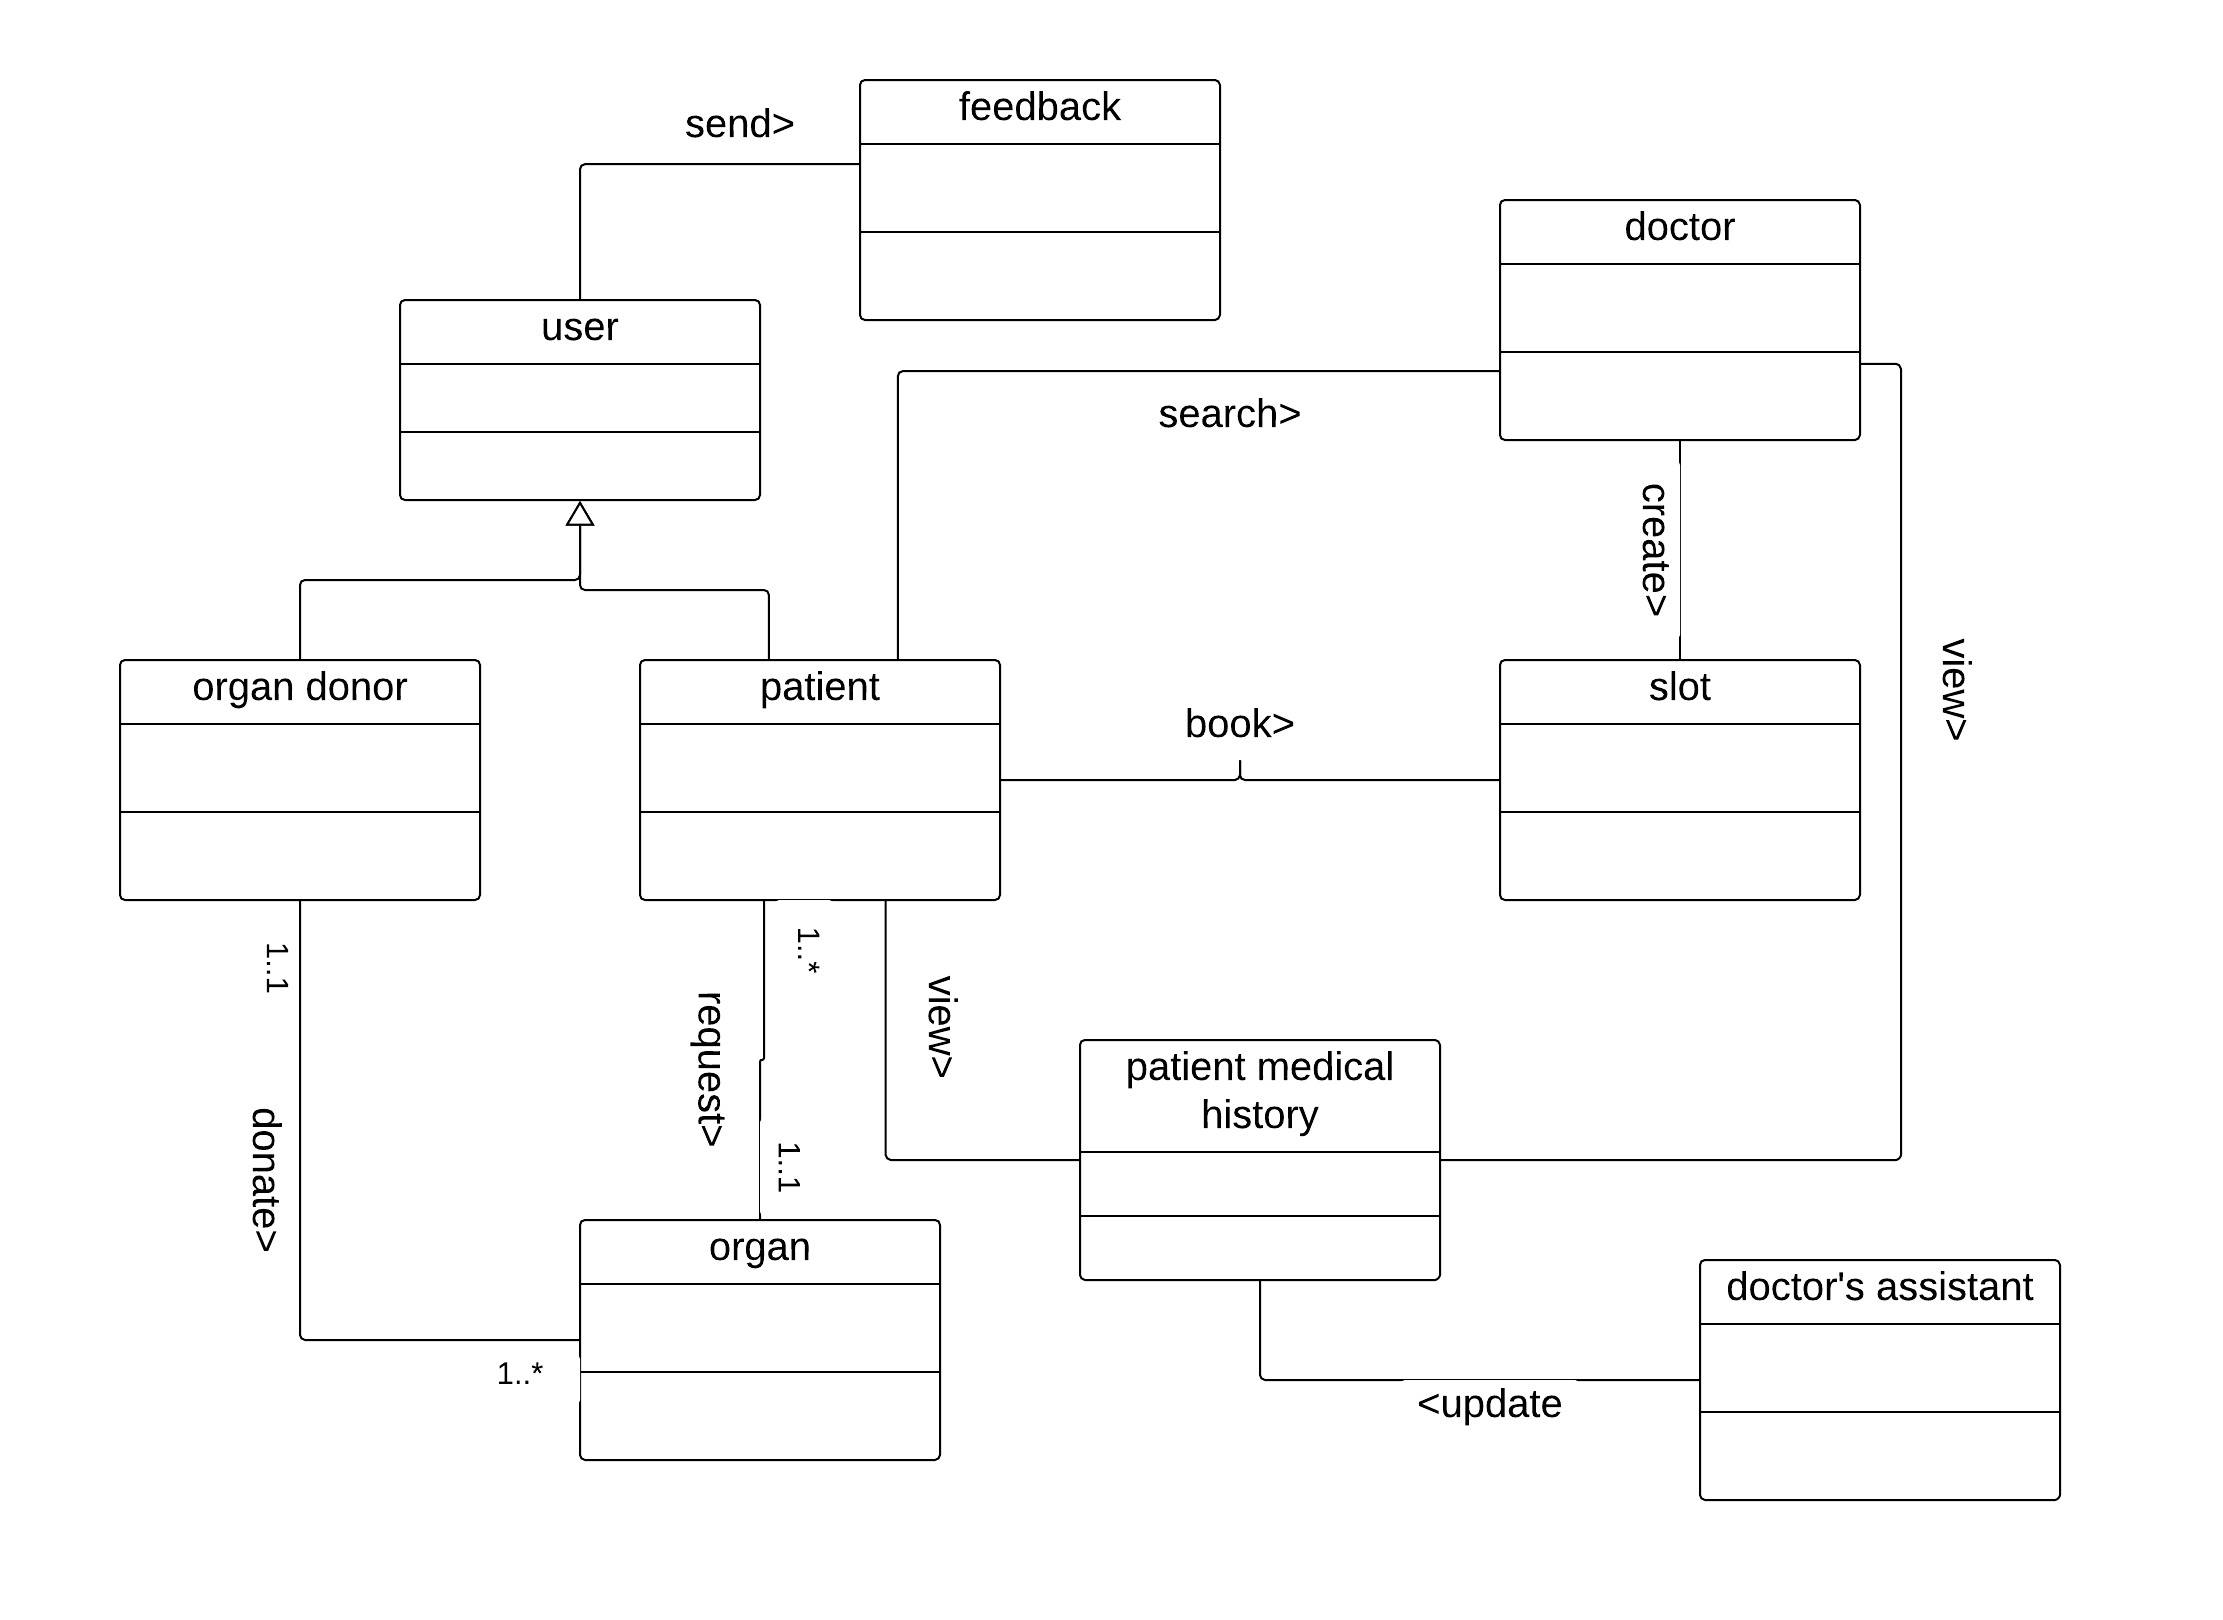 feedback
send>
doctor
user
search>
create>
view>
organ donor
patient
slot
book>
1..1
1..*
request>
view>
patient medical
history
donate>
1..1
organ
doctor's assistant
1..*
<update